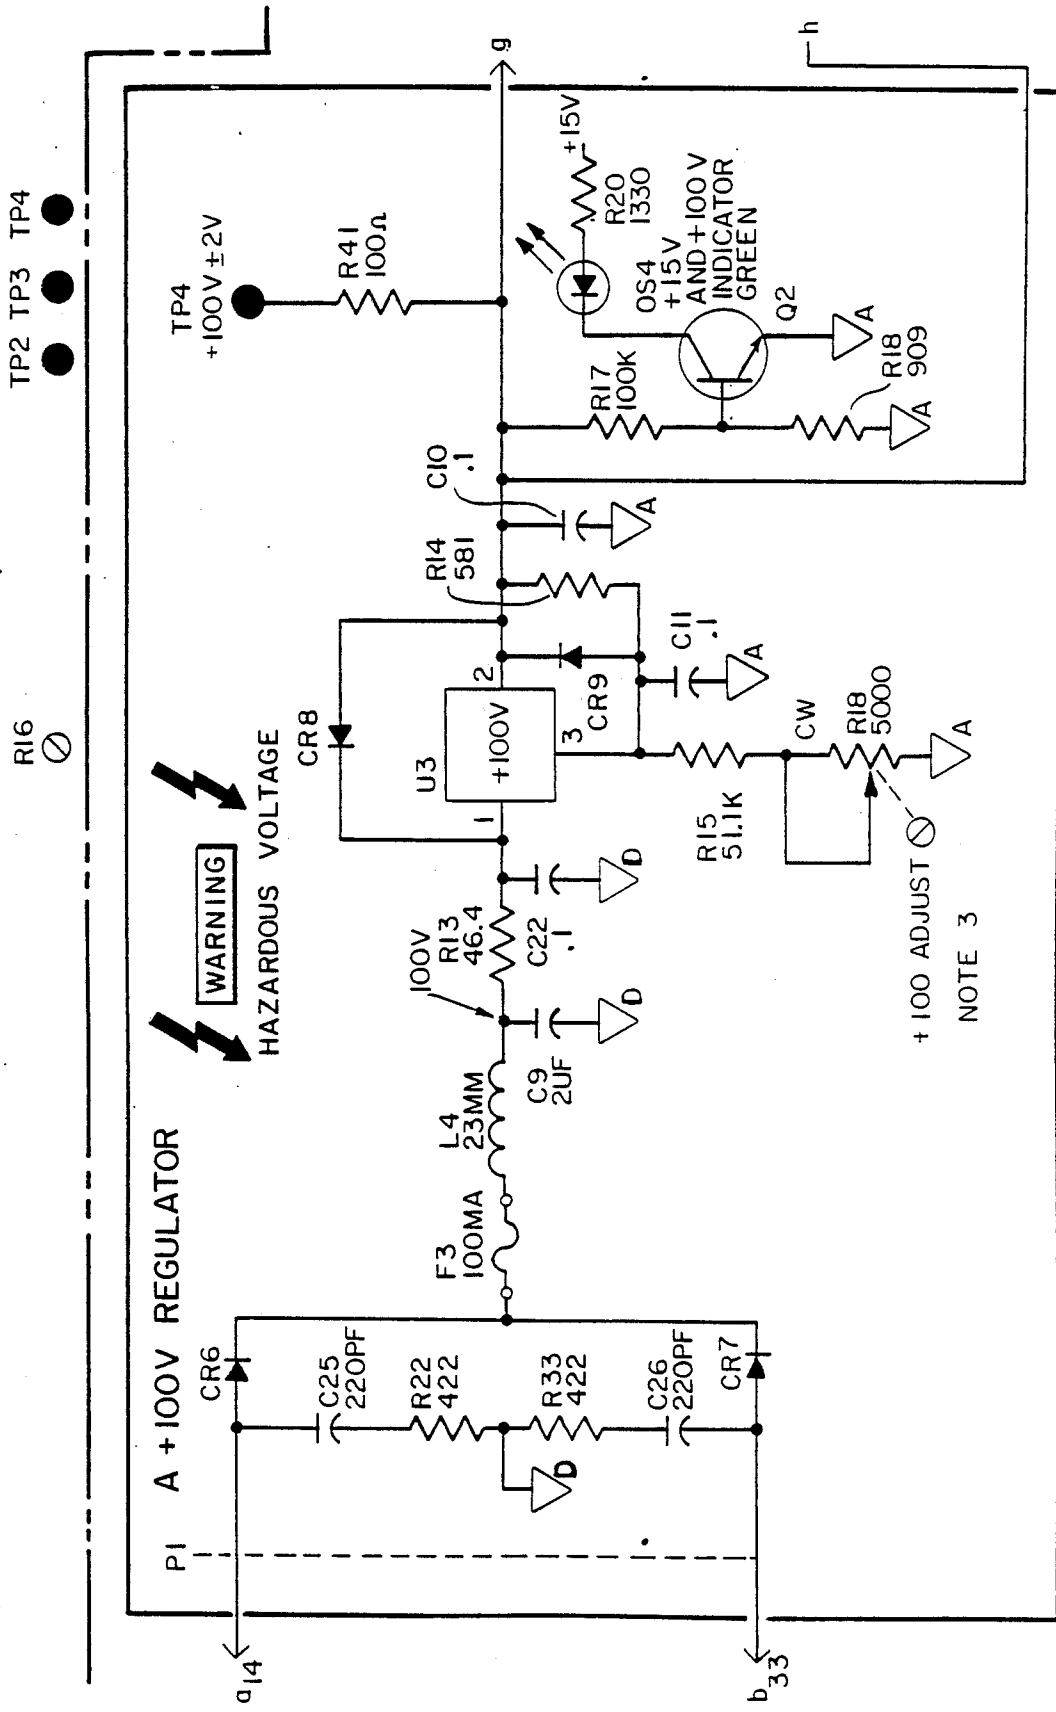 R16
TP2 TP3 TP4
A +100V REGULATOR
WARNING
HAZARDOUS VOLTAGE
P1
a14
b33
CR6
C25
220PF
R22
422
R33
422
C26
220PF
CR7
D
F3
100MA
L4
23MM
C9
2UF
D
100V
R13
46.4
C22
.1
D
CR8
U3
+100V
1
2
3
CR9
R14
581
C10
.1
A
C11
.1
A
R15
51.1K
CW
R18
5000
A
+100 ADJUST
NOTE 3
TP4
+100V ±2V
R41
100Ω
g
R17
100K
R18
909
A
Q2
A
OS4
+15V
AND +100V
INDICATOR
GREEN
R20
1330
+15V
h